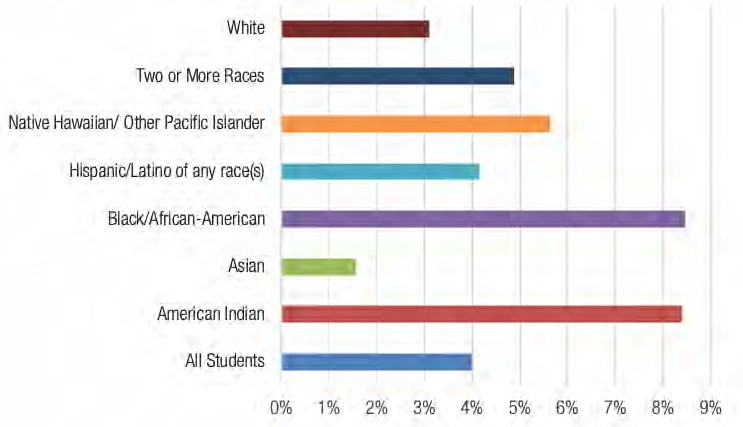 White
Two or More Races
Native Hawaiian/ Other Pacific Islander
Hispanic/Latino of any race(s)
Black/African-American
Asian
American Indian
All Students
0% 1% 2% 3% 4% 5% 6% 7% 8% 9%